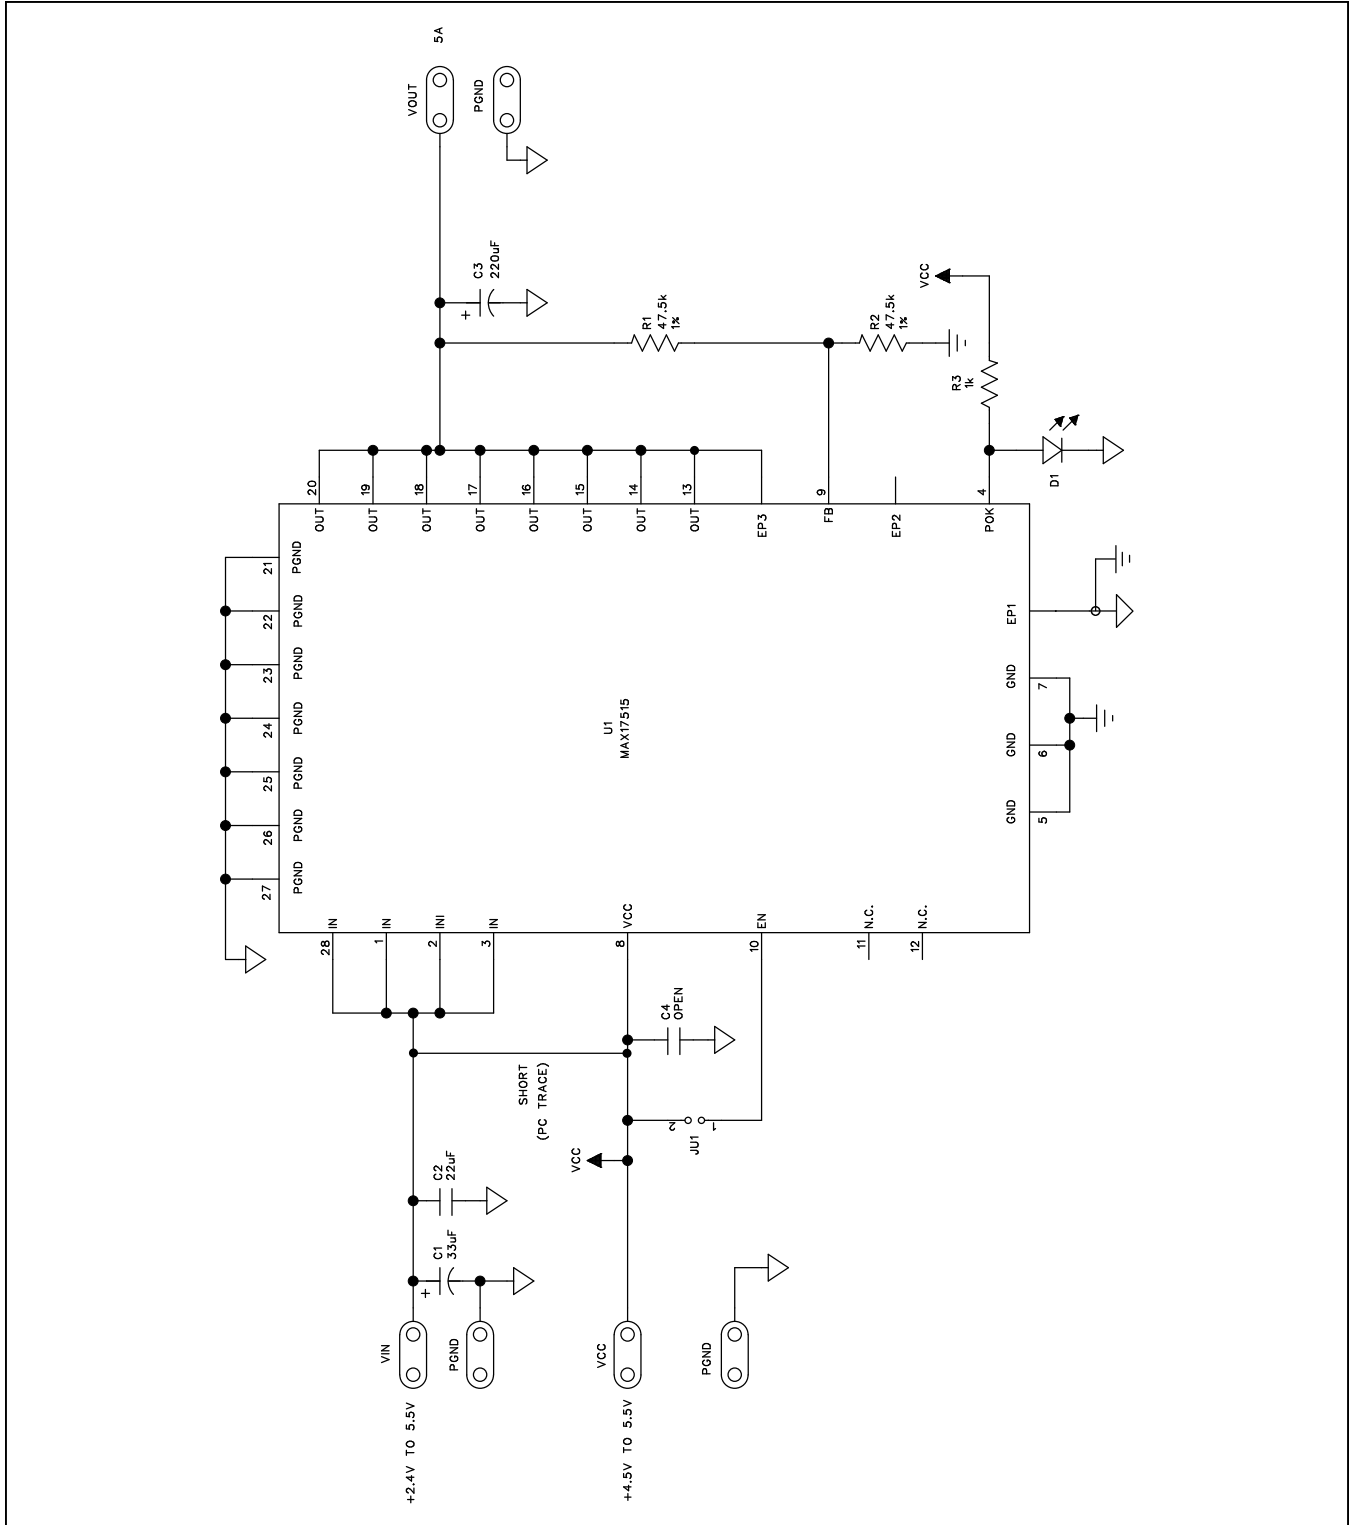 +2.4V TO 5.5V
VIN
PGND
C1
33uF
+
C2
22uF
SHORT
(PC TRACE)
+4.5V TO 5.5V
VCC
VCC
PGND
JU1
2
1
C4
OPEN
28
IN
1
IN
2
INI
3
IN
8
VCC
10
EN
11
N.C.
12
N.C.
27
PGND
26
PGND
25
PGND
24
PGND
23
PGND
22
PGND
21
PGND
U1
MAX17515
GND
5
GND
6
GND
7
EP1
OUT
20
OUT
19
OUT
18
OUT
17
OUT
16
OUT
15
OUT
14
OUT
13
EP3
FB
9
EP2
POK
4
D1
R3
1k
VCC
R1
47.5k
1%
R2
47.5k
1%
C3
220uF
+
VOUT
5A
PGND